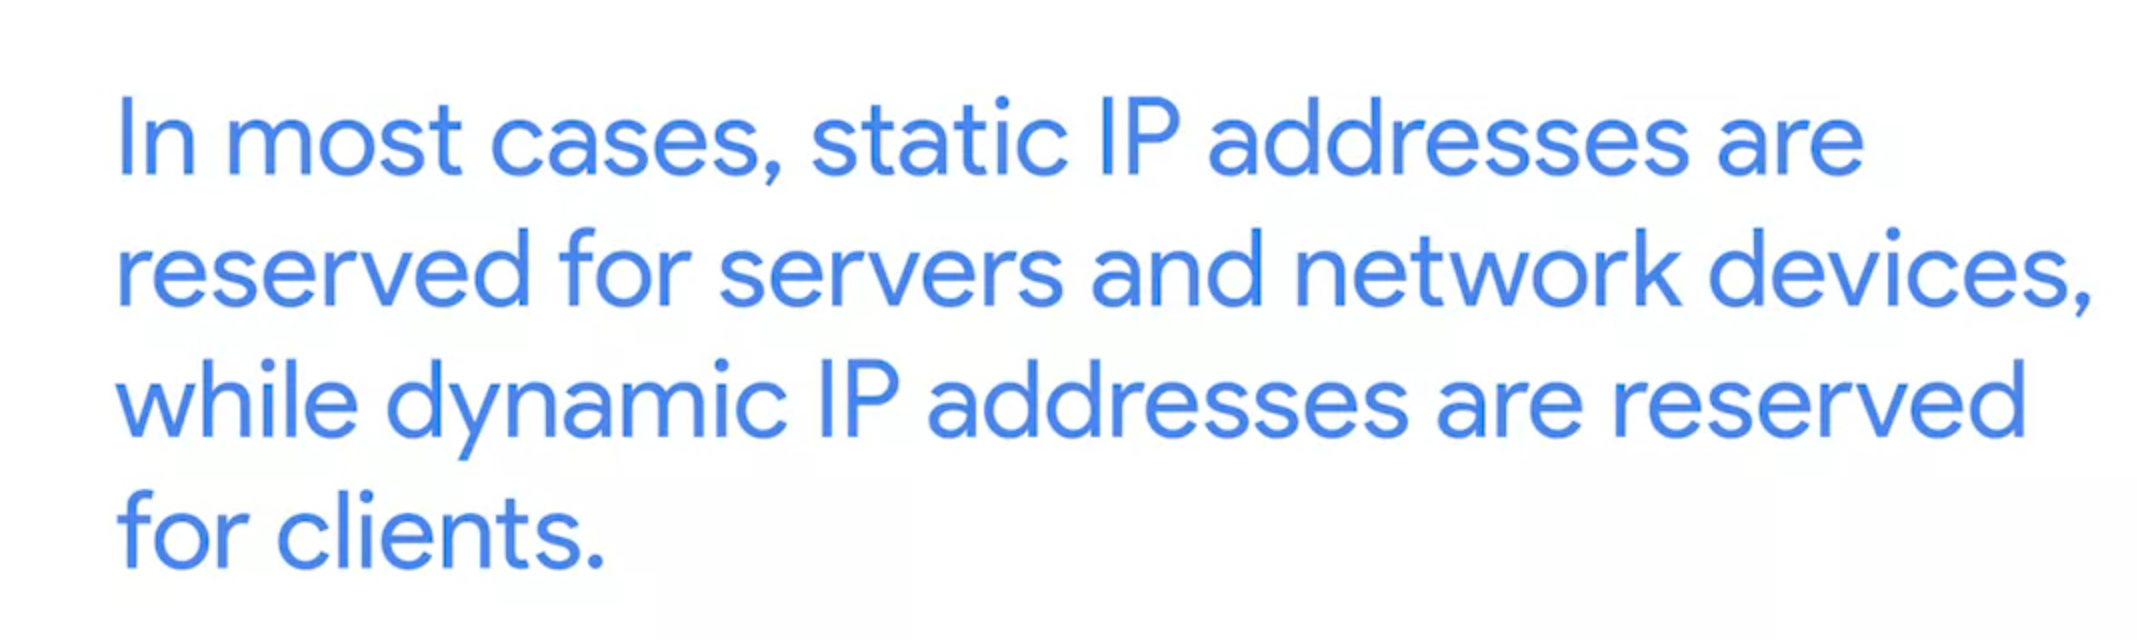 In most cases, static IP addresses are
reserved for servers and network devices,
while dynamic IP addresses are reserved
for clients.